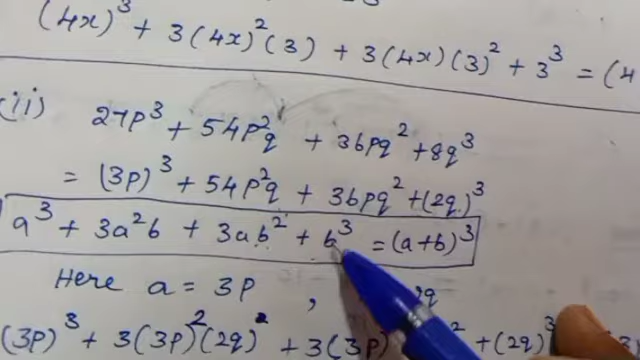 (4x)³ + 3(4x)²(3) + 3(4x)(3)² + 3³ = (4
(ii) 27p³ + 54p²q + 36pq² + 8q³
= (3p)³ + 54p²q + 36pq² + (2q)³
a³ + 3a²b + 3ab² + b³ = (a+b)³
Here a = 3p , q
(3p)³ + 3(3p)²(2q) + 3(3p) ² + (2q)³